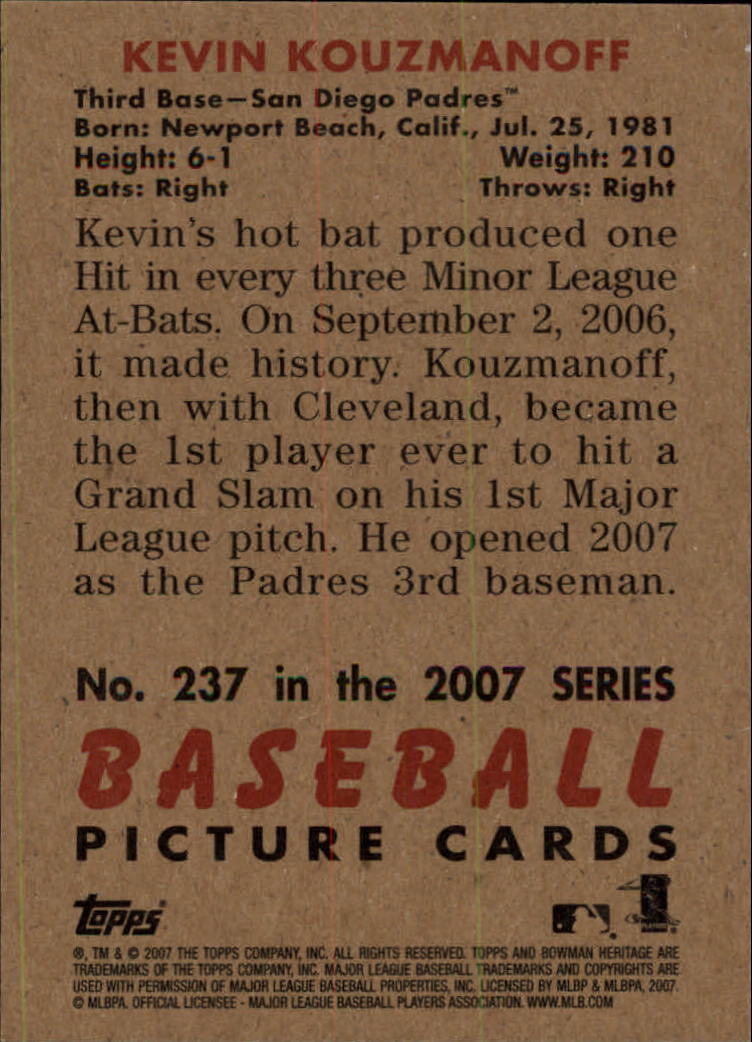 KEVIN KOUZMANOFF
Third Base—San Diego Padres™
Born: Newport Beach, Calif., Jul. 25, 1981
Height: 6-1 Weight: 210
Bats: Right Throws: Right
Kevin's hot bat produced one
Hit in every three Minor League
At-Bats. On September 2, 2006,
it made history. Kouzmanoff,
then with Cleveland, became
the 1st player ever to hit a
Grand Slam on his 1st Major
League pitch. He opened 2007
as the Padres 3rd baseman.
No. 237 in the 2007 SERIES
BASEBALL
PICTURE CARDS
Topps
®, TM & © 2007 THE TOPPS COMPANY, INC. ALL RIGHTS RESERVED. TOPPS AND BOWMAN HERITAGE ARE
TRADEMARKS OF THE TOPPS COMPANY, INC. MAJOR LEAGUE BASEBALL TRADEMARKS AND COPYRIGHTS ARE
USED WITH PERMISSION OF MAJOR LEAGUE BASEBALL PROPERTIES, INC. LICENSED BY MLBP & MLBPA, 2007.
© MLBPA. OFFICIAL LICENSEE - MAJOR LEAGUE BASEBALL PLAYERS ASSOCIATION. WWW.MLB.COM